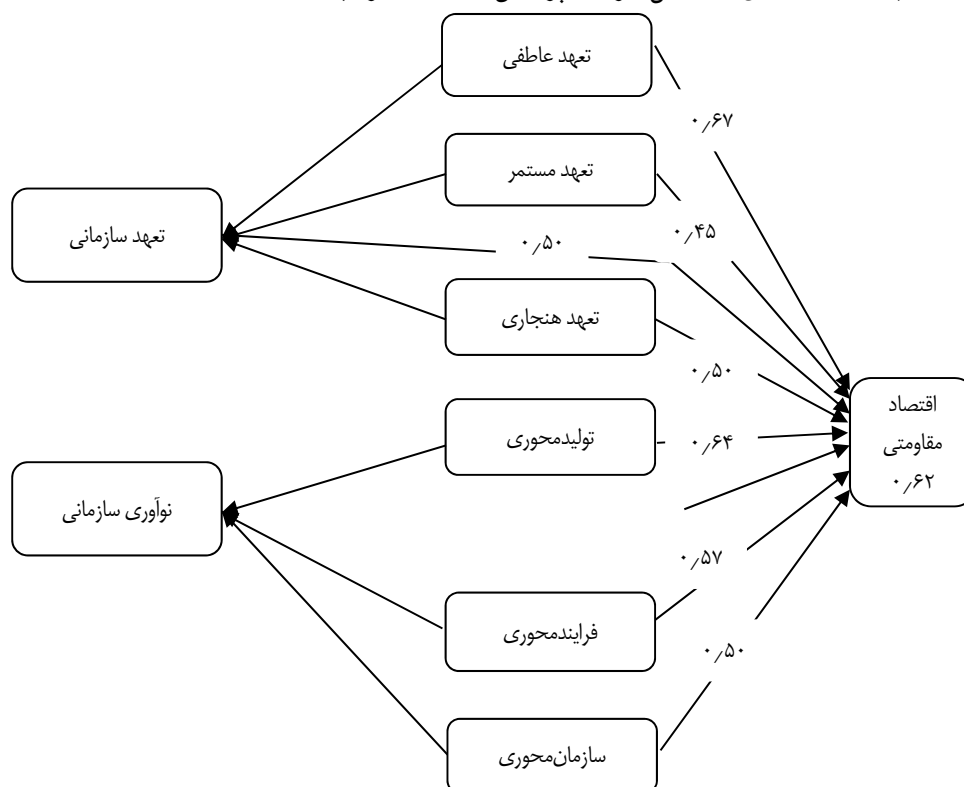 تعهد عاطفی
۰٫۶۷
تعهد مستمر
تعهد سازمانی
۰٫۴۵
۰٫۵۰
تعهد هنجاری
۰٫۵۰
اقتصاد
مقاومتی
۰٫۶۲
تولیدمحوری
۰٫۶۴
نوآوری سازمانی
۰٫۵۷
فرایندمحوری
۰٫۵۰
سازمان‌محوری